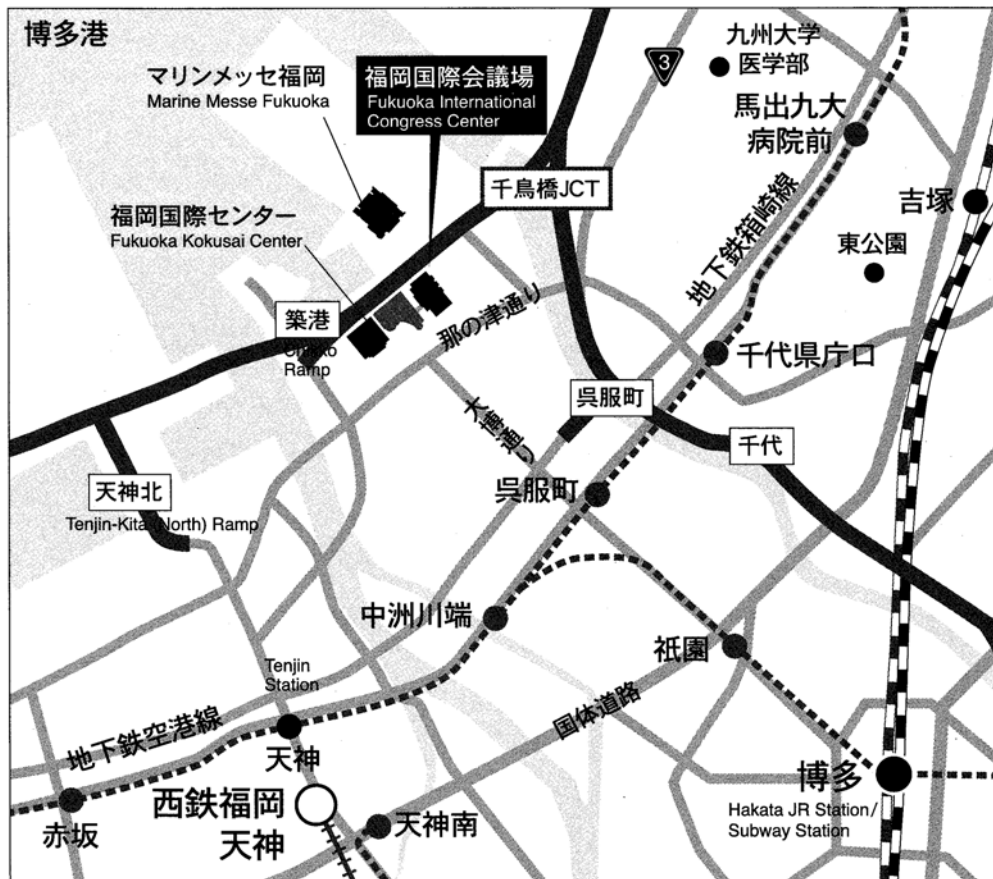 博多港
マリンメッセ福岡
Marine Messe Fukuoka
福岡国際会議場
Fukuoka International
Congress Center
3
九州大学
医学部
馬出九大
病院前
千鳥橋JCT
吉塚
福岡国際センター
Fukuoka Kokusai Center
地下鉄箱崎線
東公園
築港
Ramp
那の津通り
千代県庁口
大博通り
呉服町
千代
天神北
Tenjin-Kita (North) Ramp
呉服町
中洲川端
祇園
Tenjin
Station
地下鉄空港線
国体道路
天神
博多
Hakata JR Station/
Subway Station
西鉄福岡
天神
赤坂
天神南